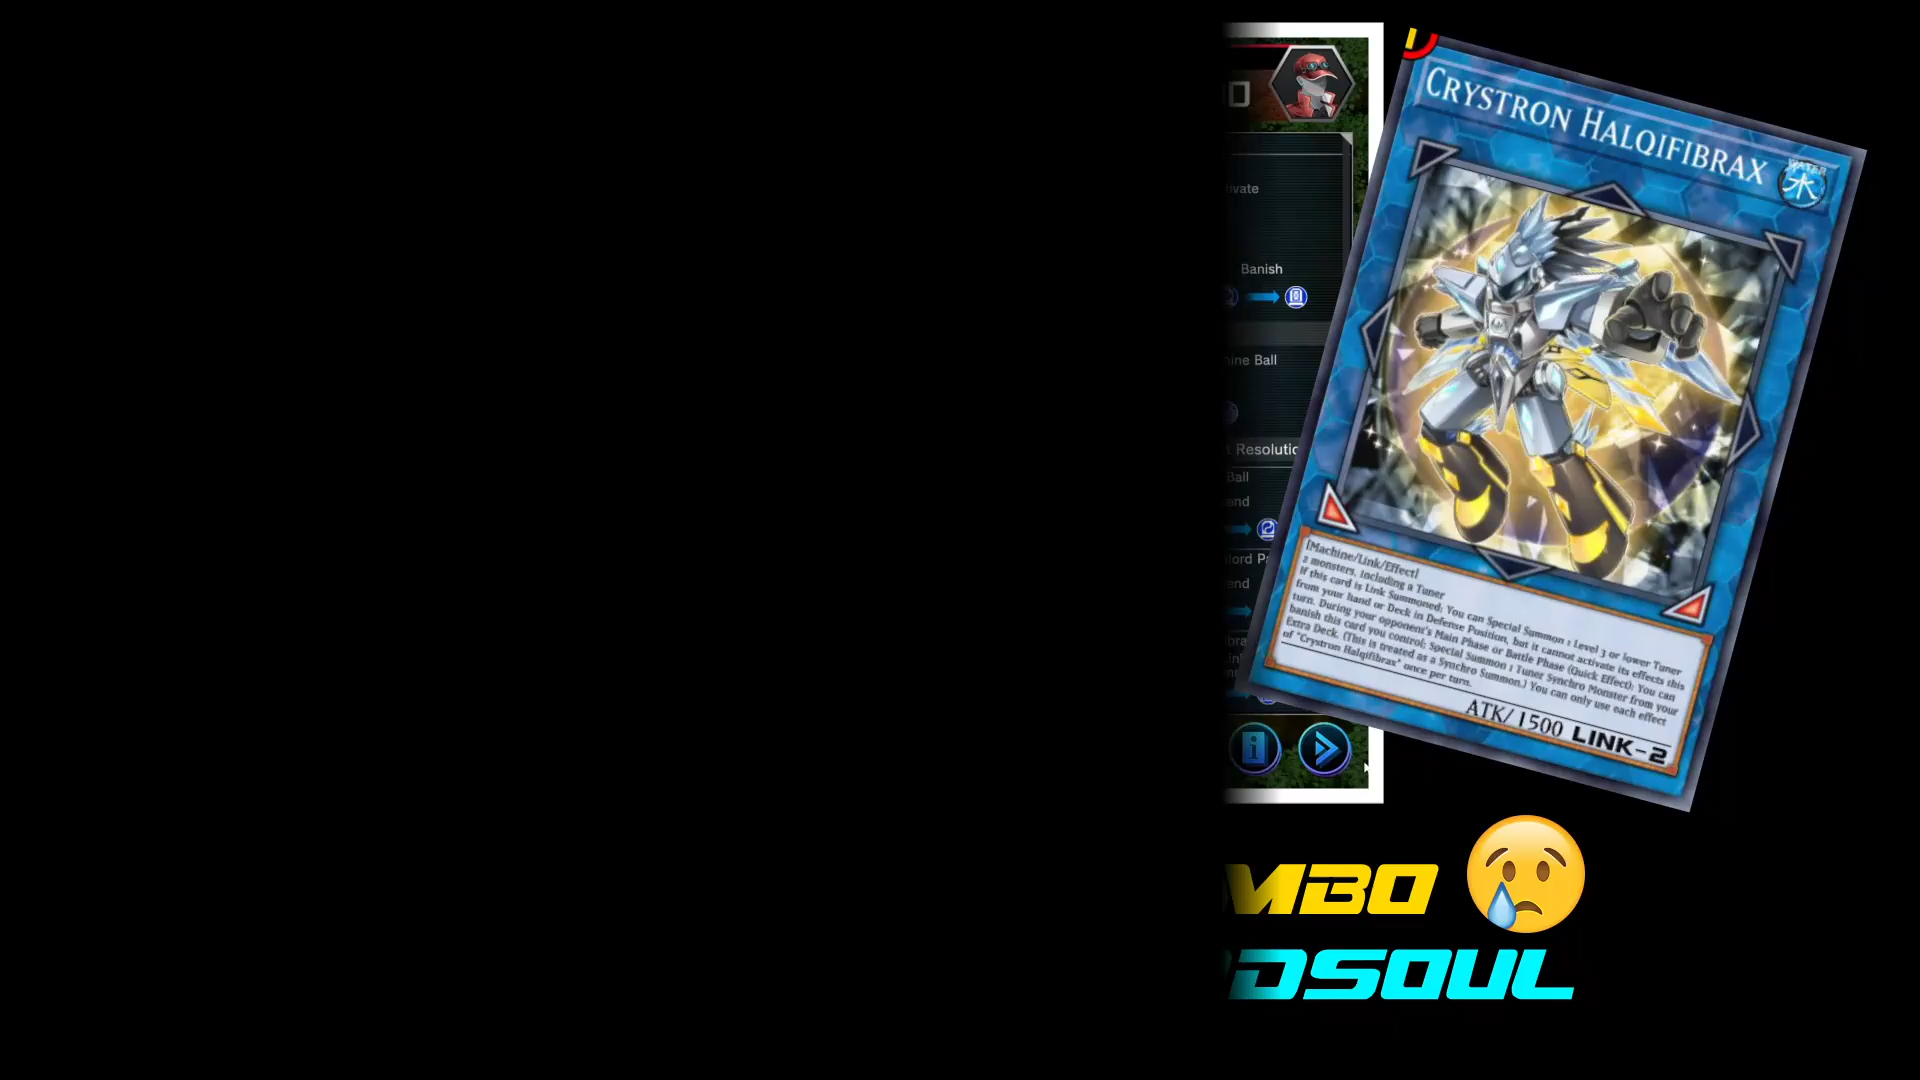 CRYSTRON HALQIFIBRAX
WATER
水
ivate
Banish
ine Ball
t Resolutio
Ball
end
lord Pa
end
[Machine/Link/Effect]
2 monsters, including a Tuner
If this card is Link Summoned: You can Special Summon 1 Level 3 or lower Tuner
from your hand or Deck in Defense Position, but it cannot activate its effects this
turn. During your opponent's Main Phase or Battle Phase (Quick Effect): You can
banish this card you control; Special Summon 1 Tuner Synchro Monster from your
Extra Deck. (This is treated as a Synchro Summon.) You can only use each effect
of "Crystron Halqifibrax" once per turn.
ATK/1500 LINK-2
MBO
DSOUL